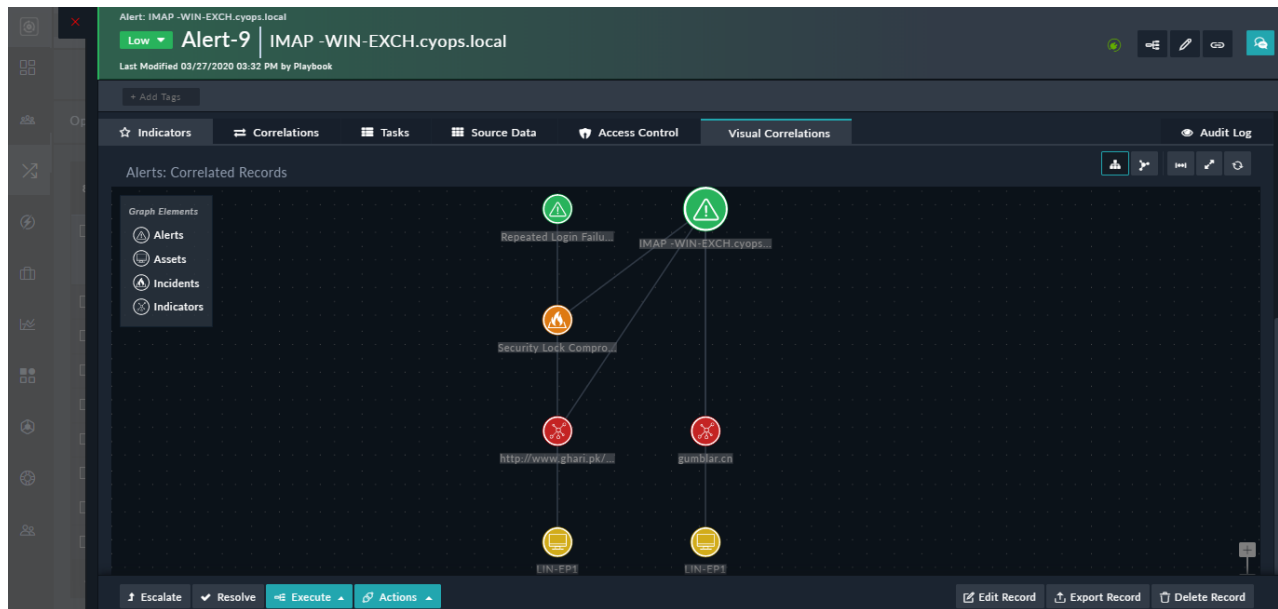 Alert: IMAP -WIN-EXCH.cyops.local
Low Alert-9 IMAP -WIN-EXCH.cyops.local
Last Modified 03/27/2020 03:32 PM by Playbook
+ Add Tags
Op
Indicators Correlations Tasks Source Data Access Control Visual Correlations Audit Log
Alerts: Correlated Records
Graph Elements
Alerts
Assets
Incidents
Indicators
Repeated Login Failu...
IMAP -WIN-EXCH.cyops...
Security Lock Compro...
http://www.ghari.pk/...
gumblar.cn
LIN-EP1
LIN-EP1
Escalate Resolve Execute Actions Edit Record Export Record Delete Record